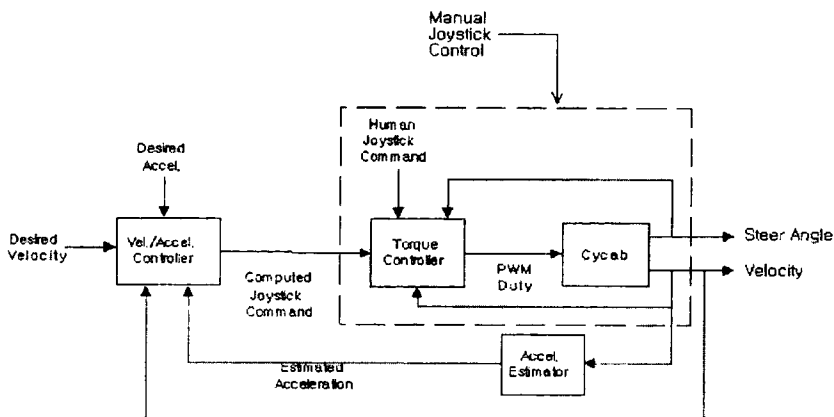 Manual
Joystick
Control
Human
Joystick
Command
Desired
Accel.
Desired
Velocity
Vel./Accel.
Controller
Computed
Joystick
Command
Torque
Controller
PWM
Duty
Cycab
Steer Angle
Velocity
Estimated
Acceleration
Accel.
Estimator